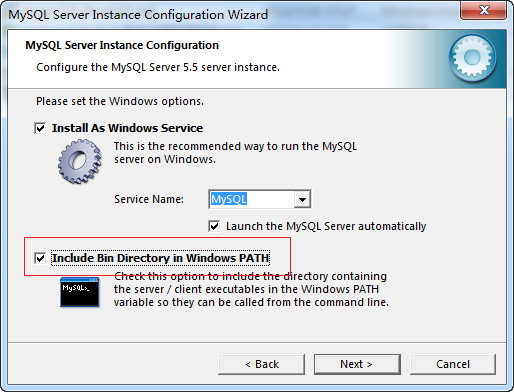 MySQL Server Instance Configuration Wizard
MySQL Server Instance Configuration
Configure the MySQL Server 5.5 server instance.
Please set the Windows options.
Install As Windows Service
This is the recommended way to run the MySQL
server on Windows.
Service Name:
MySQL
Launch the MySQL Server automatically
Include Bin Directory in Windows PATH
Check this option to include the directory containing
the server / client executables in the Windows PATH
variable so they can be called from the command line.
MySQL>_
< Back
Next >
Cancel